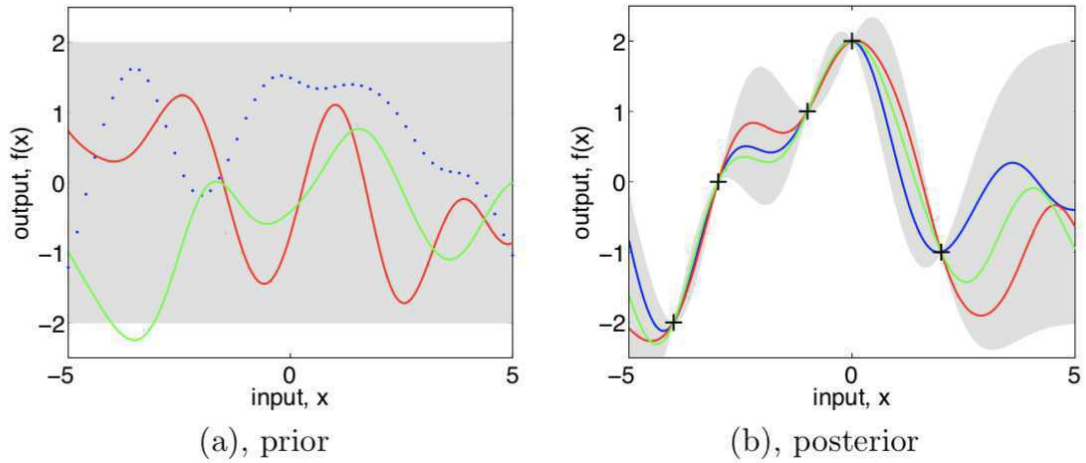 2
1
0
−1
−2
output, f(x)
−5
0
5
input, x
(a), prior
2
1
0
−1
−2
output, f(x)
−5
0
5
input, x
(b), posterior